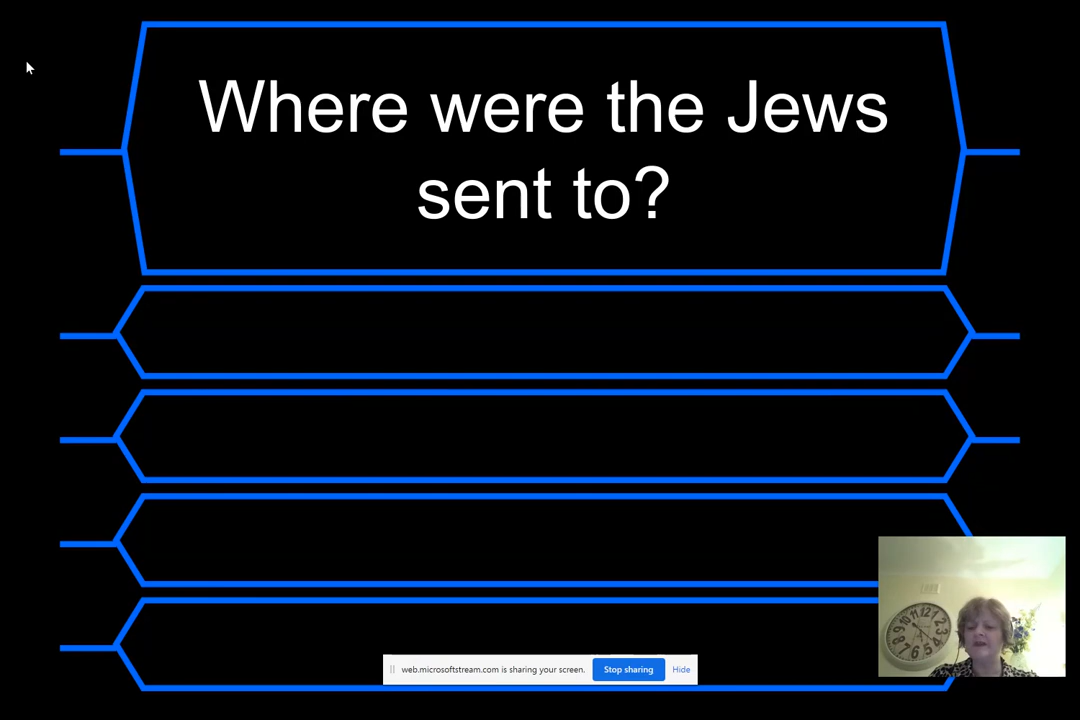 Where were the Jews
sent to?
web.microsoftstream.com is sharing your screen.
Stop sharing
Hide